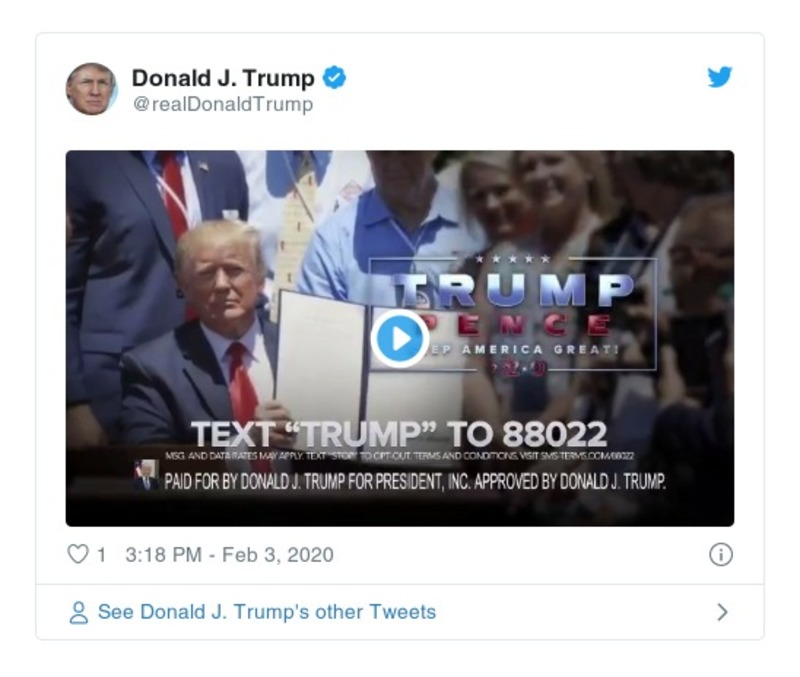 Donald J. Trump
@realDonaldTrump
★★★★★
TRUMP
PENCE
EP AMERICA GREAT!
TEXT “TRUMP” TO 88022
MSG. AND DATA RATES MAY APPLY. TEXT "STOP" TO OPT-OUT. TERMS AND CONDITIONS, VISIT SMS-TERMS.COM/88022
PAID FOR BY DONALD J. TRUMP FOR PRESIDENT, INC. APPROVED BY DONALD J. TRUMP.
1 3:18 PM - Feb 3, 2020
See Donald J. Trump's other Tweets